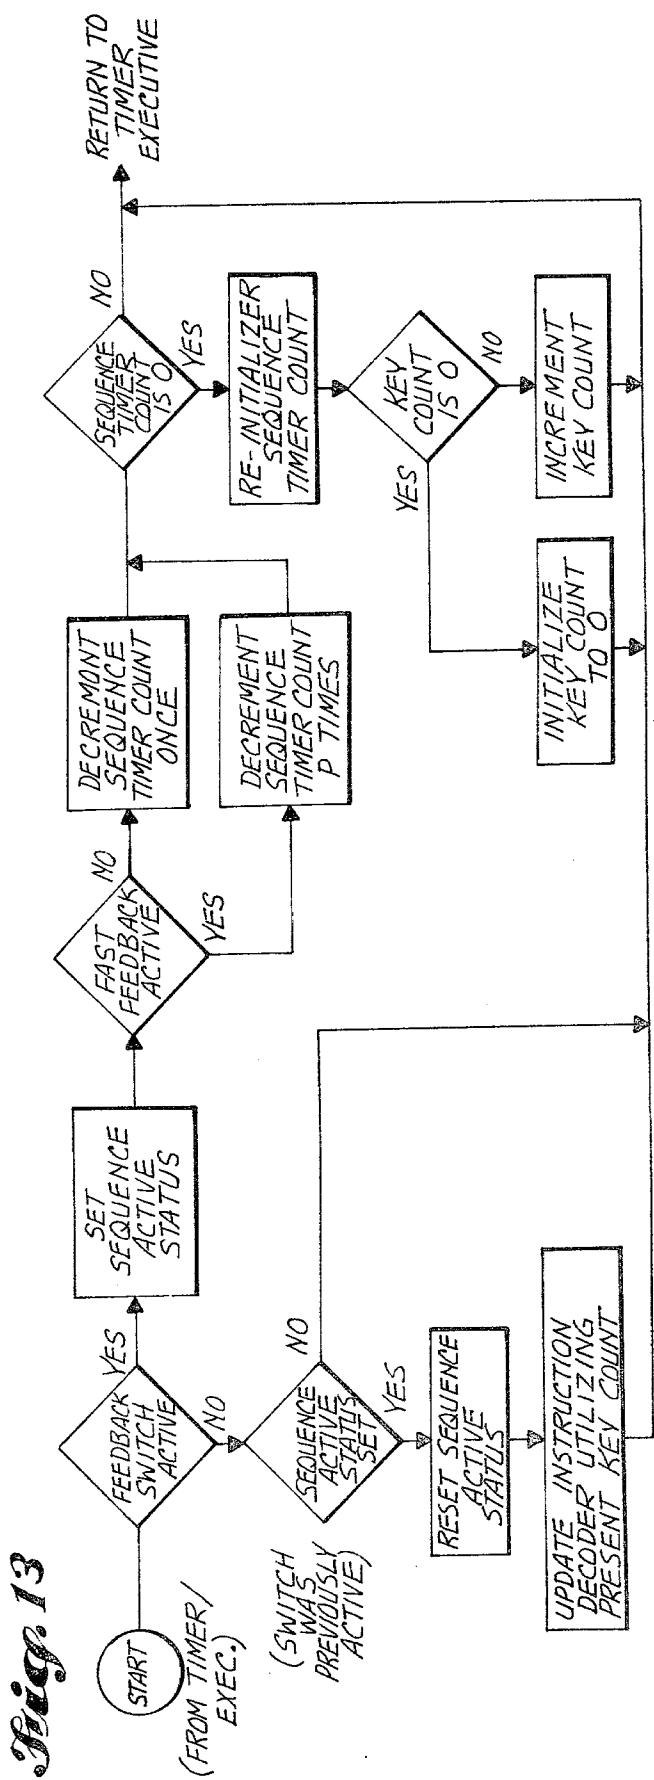 Fig. 13
START
(FROM TIMER/
EXEC.)
FEEDBACK
SWITCH
ACTIVE
YES
NO
SET
SEQUENCE
ACTIVE
STATUS
FAST
FEEDBACK
ACTIVE
NO
YES
DECREMONT
SEQUENCE
TIMER COUNT
ONCE
DECREMENT
SEQUENCE
TIMER COUNT
P TIMES
SEQUENCE
TIMER
COUNT
IS O
NO
YES
RETURN TO
TIMER
EXECUTIVE
RE-INITIALIZER
SEQUENCE
TIMER COUNT
KEY
COUNT
IS O
YES
NO
INITIALIZE
KEY COUNT
TO O
INCREMENT
KEY COUNT
(SWITCH
WAS
PREVIOUSLY
ACTIVE)
SEQUENCE
ACTIVE
STATUS
SET
NO
YES
RESET SEQUENCE
ACTIVE
STATUS
UPDATE INSTRUCTION
DECODER UTILIZING
PRESENT KEY COUNT